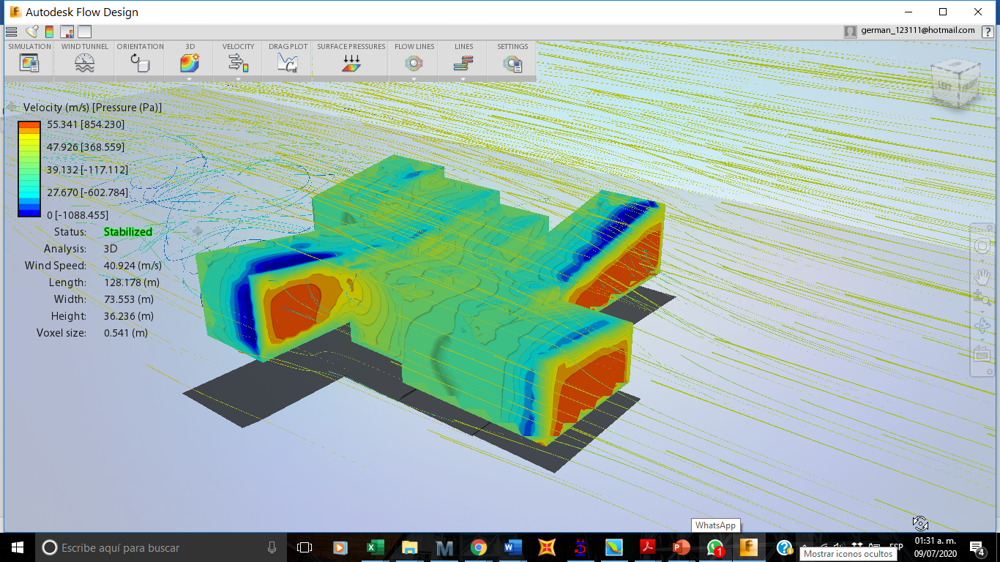 Autodesk Flow Design
german_123111@hotmail.com
?
SIMULATION WIND TUNNEL ORIENTATION 3D VELOCITY DRAG PLOT SURFACE PRESSURES FLOW LINES LINES SETTINGS
Velocity (m/s) [Pressure (Pa)]
55.341 [854.230]
47.926 [368.559]
39.132 [-117.112]
27.670 [-602.784]
0 [-1088.455]
Status: Stabilized
Analysis: 3D
Wind Speed: 40.924 (m/s)
Length: 128.178 (m)
Width: 73.553 (m)
Height: 36.236 (m)
Voxel size: 0.541 (m)
WhatsApp
Escribe aquí para buscar
1
ESP
01:31 a. m.
09/07/2020
4
Mostrar iconos ocultos